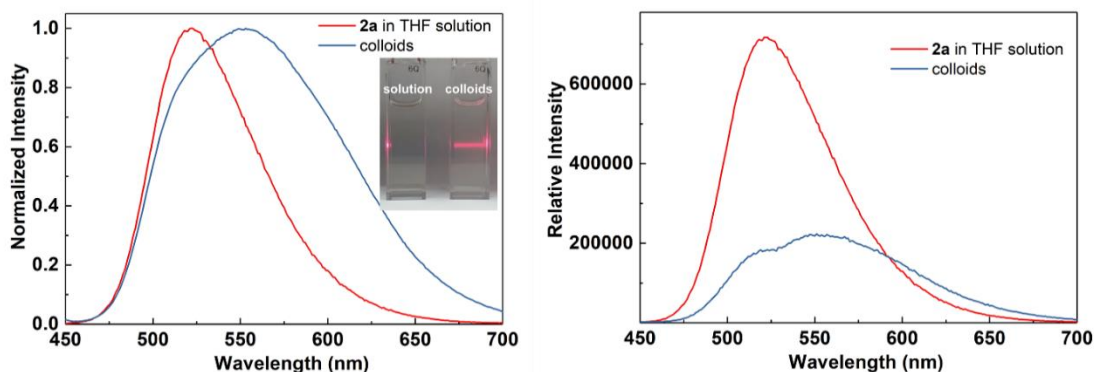 1.0
0.8
0.6
0.4
0.2
0.0
Normalized Intensity
2a in THF solution
colloids
solution colloids
450 500 550 600 650 700
Wavelength (nm)
600000
400000
200000
Relative Intensity
2a in THF solution
colloids
450 500 550 600 650 700
Wavelength (nm)